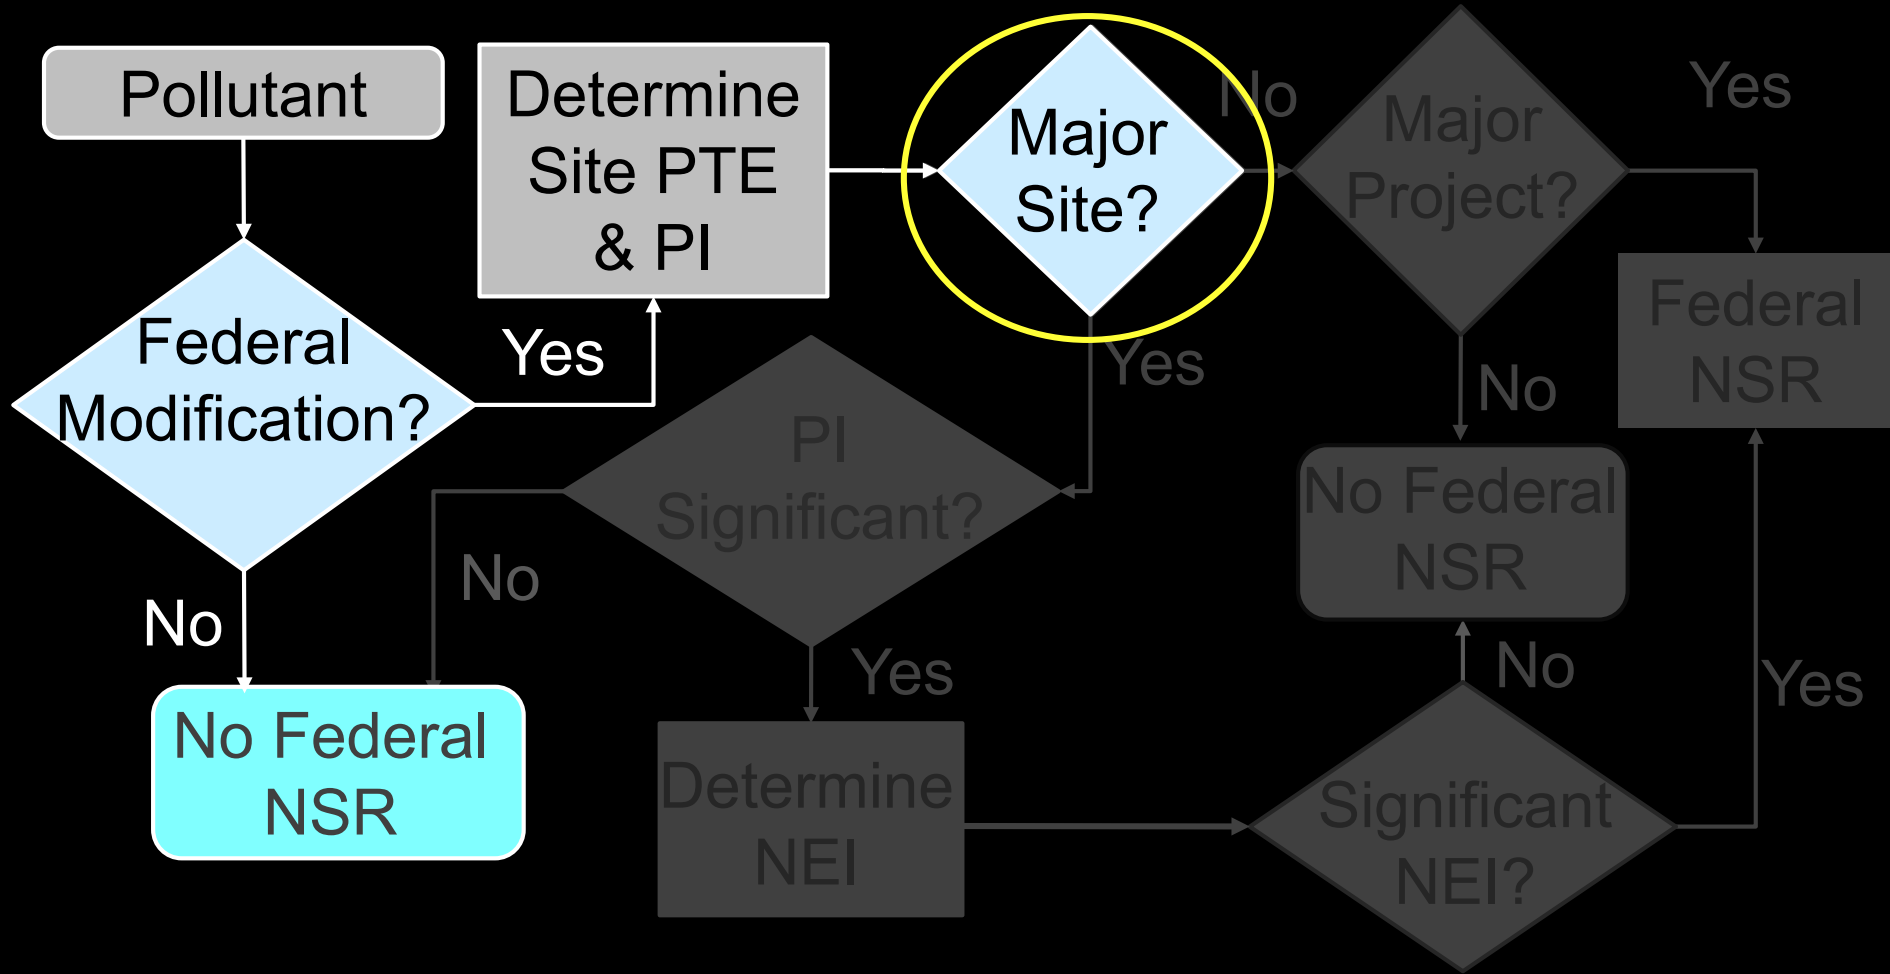 Pollutant
Federal
Modification?
Yes
No
No Federal
NSR
Determine
Site PTE
& PI
Major
Site?
No
Yes
Major
Project?
Yes
No
Federal
NSR
No Federal
NSR
PI
Significant?
No
Yes
Determine
NEI
Significant
NEI?
No
Yes